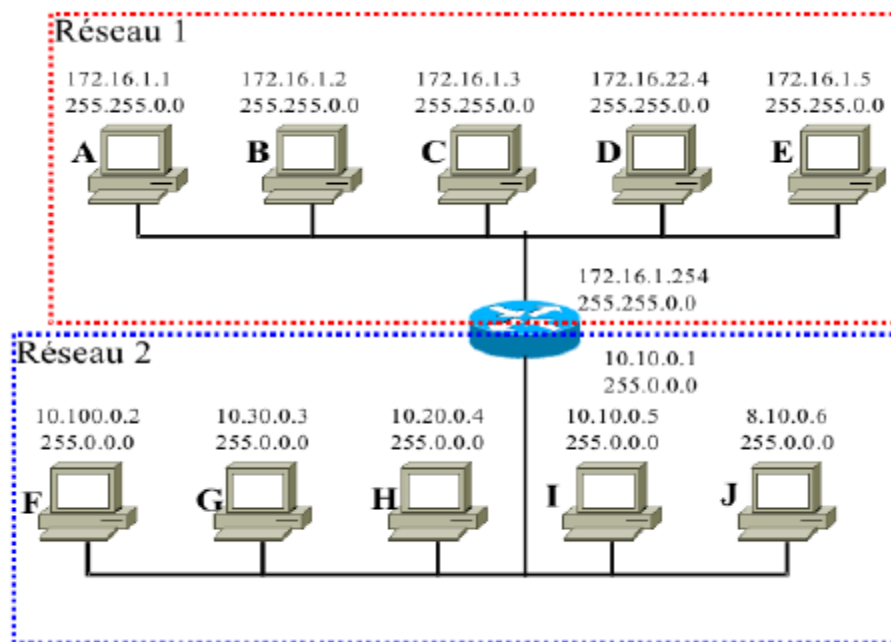 Réseau 1
172.16.1.1
255.255.0.0
172.16.1.2
255.255.0.0
172.16.1.3
255.255.0.0
172.16.22.4
255.255.0.0
172.16.1.5
255.255.0.0
A
B
C
D
E
172.16.1.254
255.255.0.0
Réseau 2
10.10.0.1
255.0.0.0
10.100.0.2
255.0.0.0
10.30.0.3
255.0.0.0
10.20.0.4
255.0.0.0
10.10.0.5
255.0.0.0
8.10.0.6
255.0.0.0
F
G
H
I
J